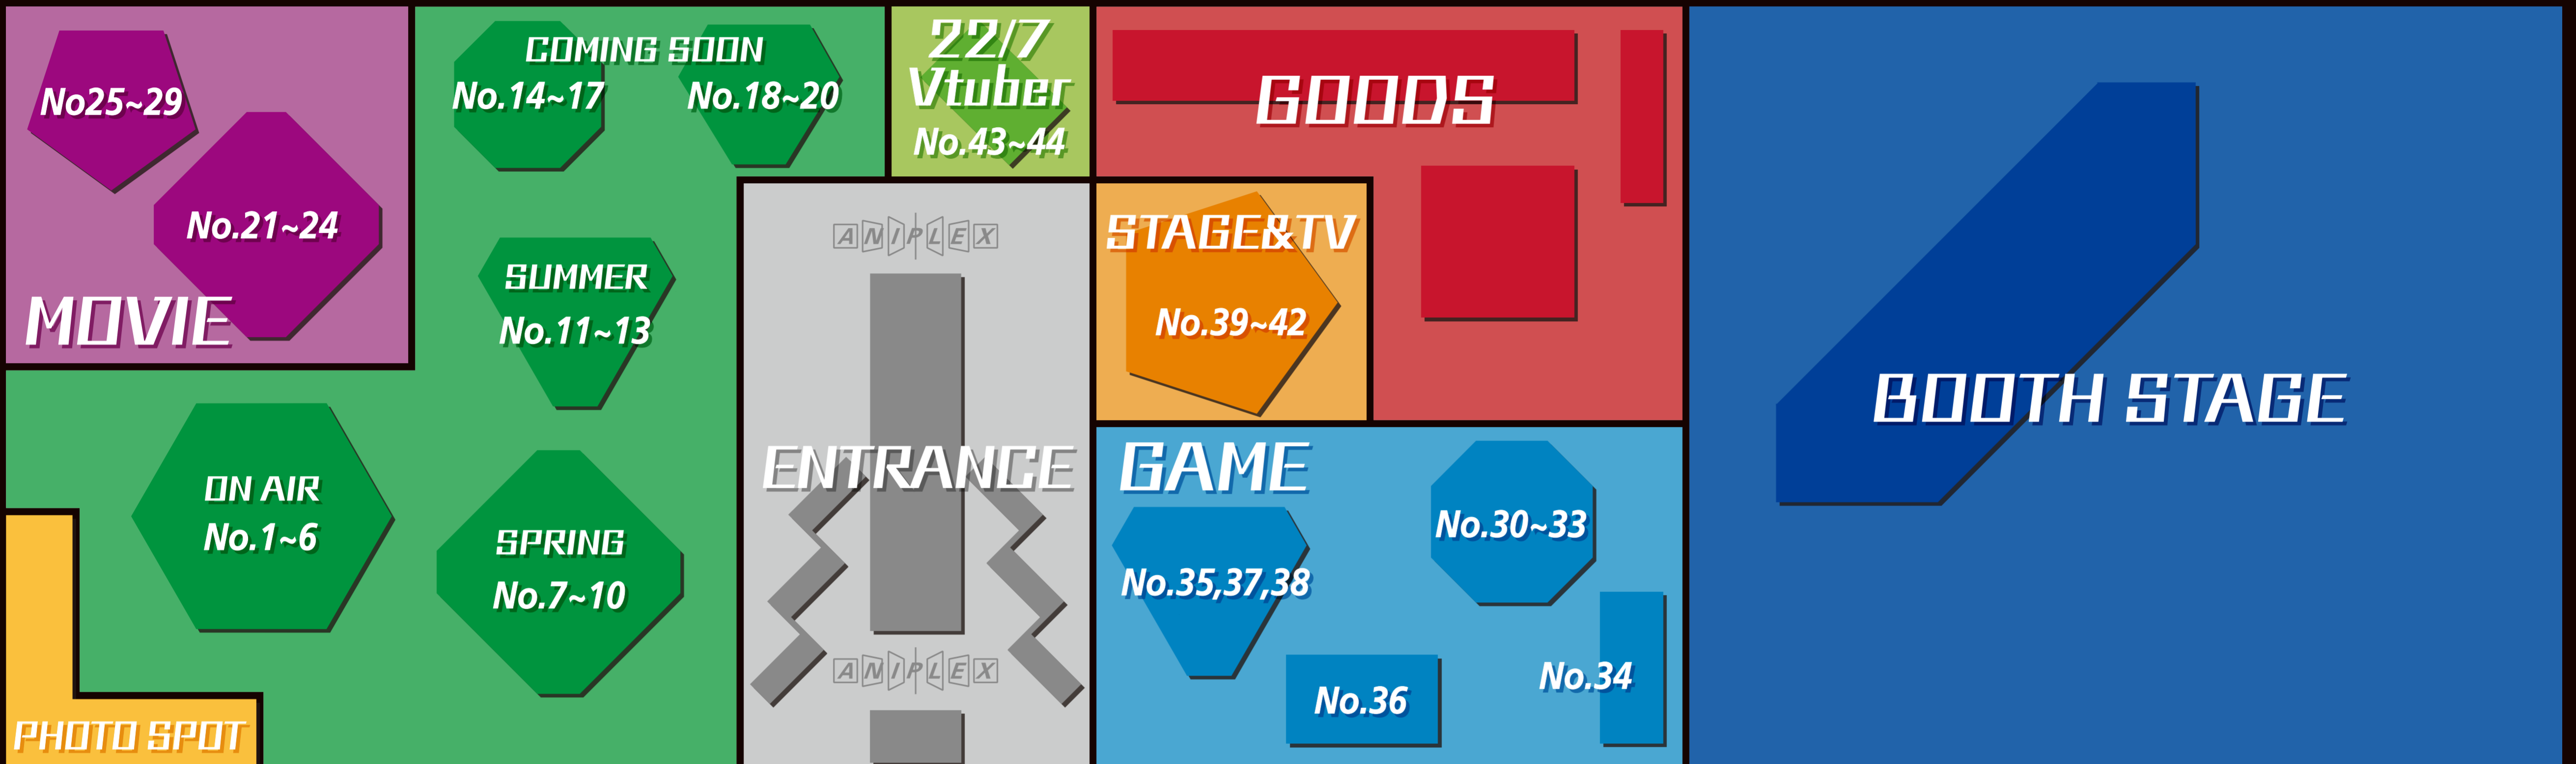 No25~29
No.21~24
MOVIE
COMING SOON
No.14~17
No.18~20
SUMMER
No.11~13
ON AIR
No.1~6
SPRING
No.7~10
PHOTO SPOT
22/7
Vtuber
No.43~44
ANIPLEX
ENTRANCE
ANIPLEX
GOODS
STAGE&TV
No.39~42
GAME
No.30~33
No.35,37,38
No.34
No.36
BOOTH STAGE